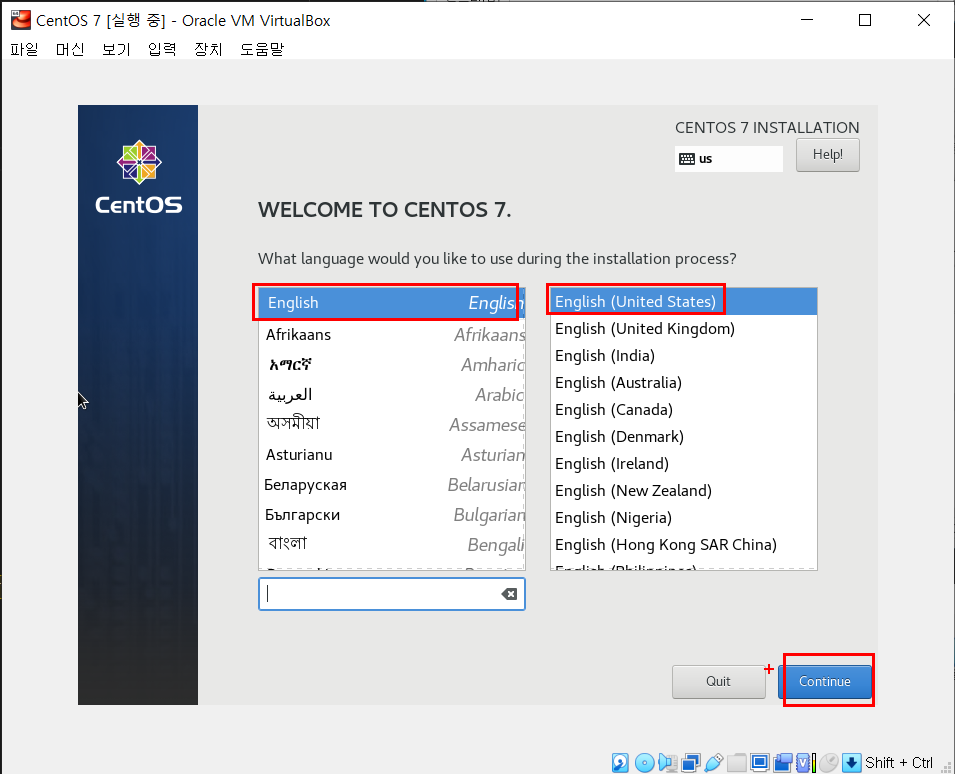 CentOS 7 [실행 중] - Oracle VM VirtualBox
파일 머신 보기 입력 장치 도움말
CentOS
CENTOS 7 INSTALLATION
us
Help!
WELCOME TO CENTOS 7.
What language would you like to use during the installation process?
English English
Afrikaans Afrikaans
አማርኛ Amharic
العربية Arabic
অসমীয়া Assamese
Asturianu Asturian
Беларуская Belarusian
Български Bulgarian
বাংলা Bengali
English (United States)
English (United Kingdom)
English (India)
English (Australia)
English (Canada)
English (Denmark)
English (Ireland)
English (New Zealand)
English (Nigeria)
English (Hong Kong SAR China)
English (Philippines)
Quit
Continue
Shift + Ctrl